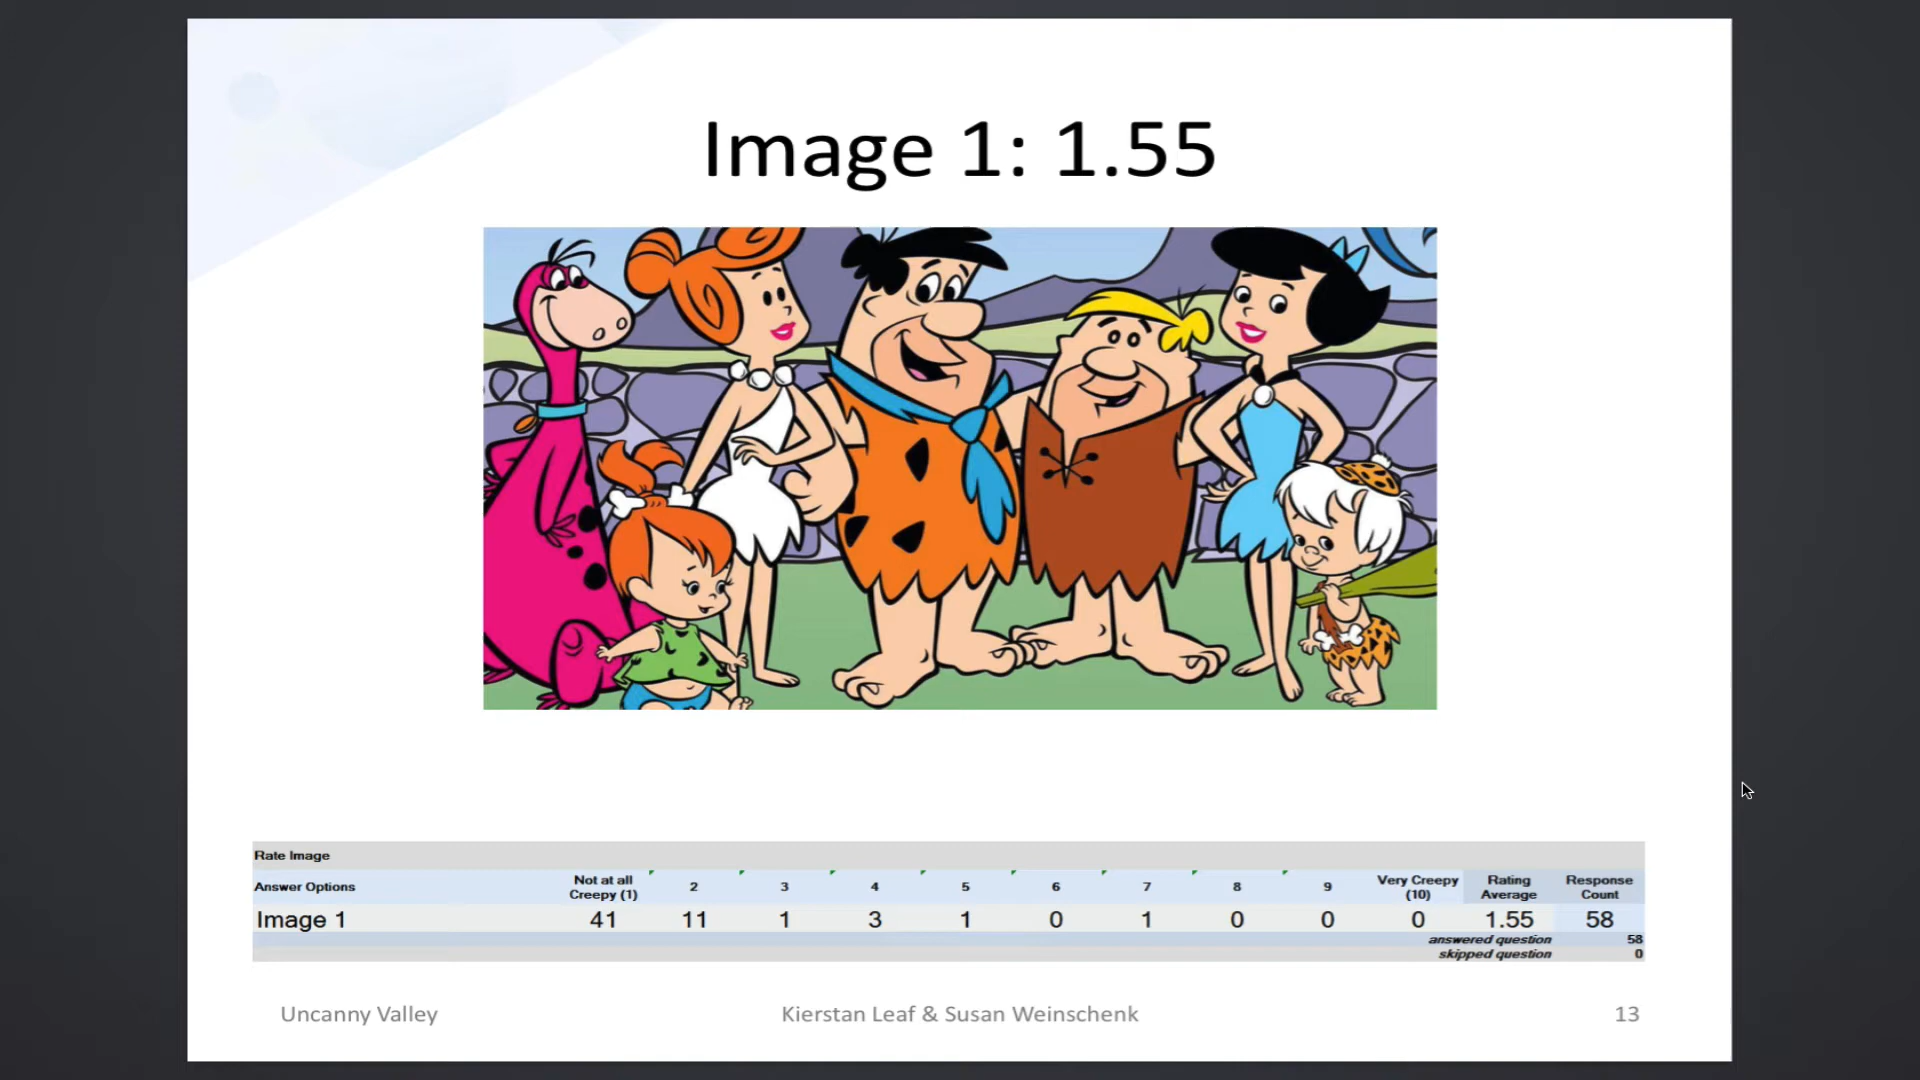 Image 1: 1.55
Rate Image
Answer Options Not at all Creepy (1) 2 3 4 5 6 7 8 9 Very Creepy (10) Rating Average Response Count
Image 1 41 11 1 3 1 0 1 0 0 0 1.55 58
answered question 58
skipped question 0
Uncanny Valley Kierstan Leaf & Susan Weinschenk 13